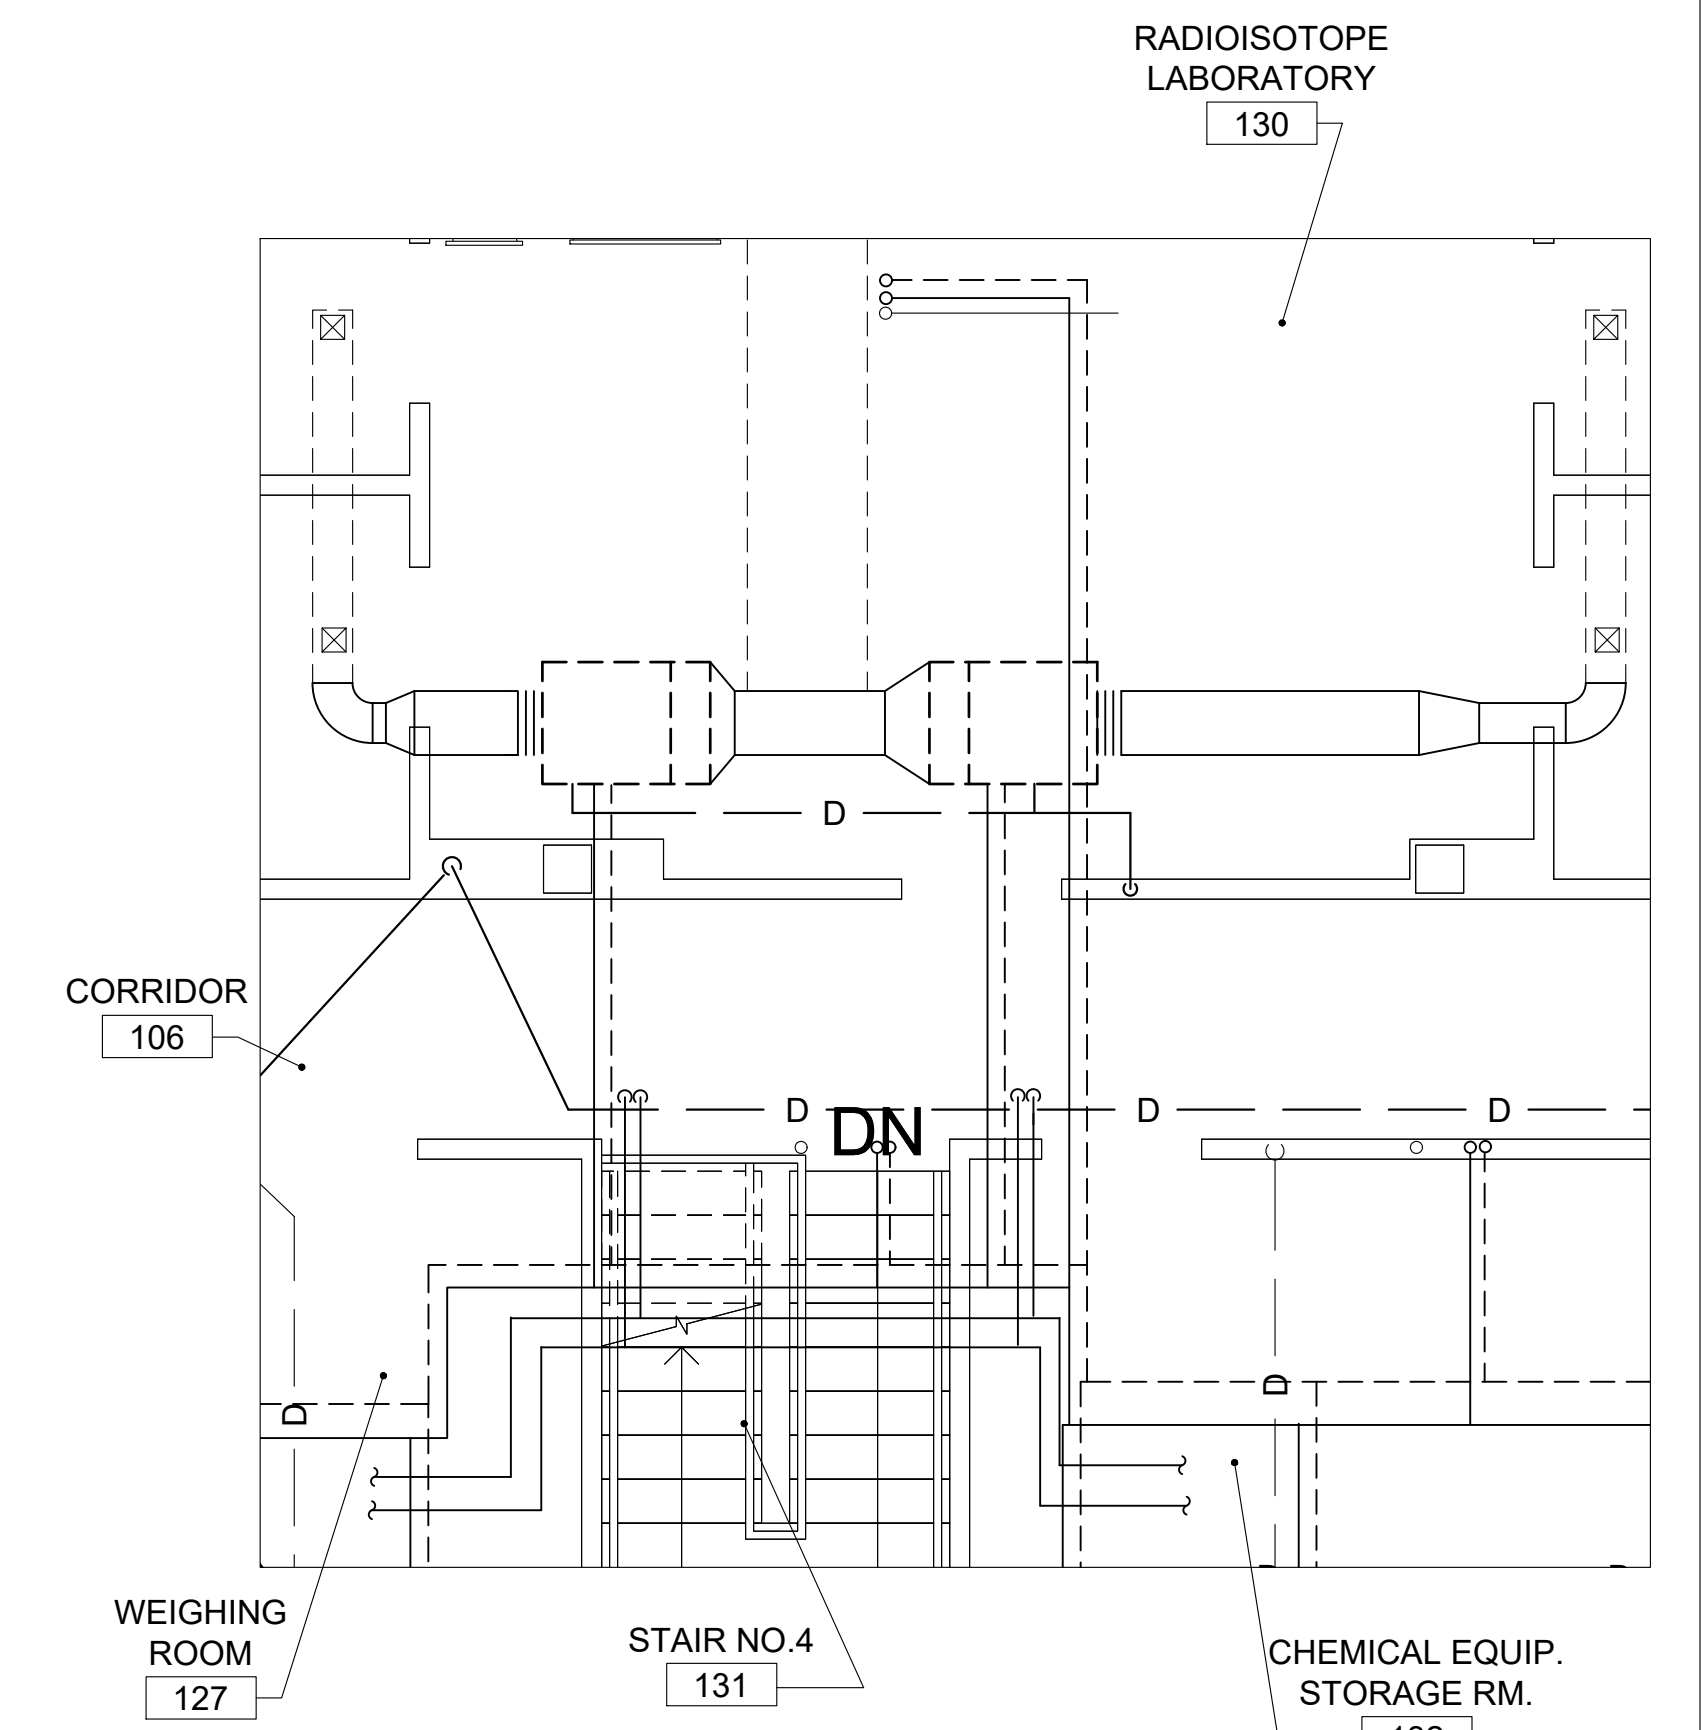 RADIOISOTOPE
LABORATORY
130
D
CORRIDOR
106
D
DN
D
D
D
D
WEIGHING
ROOM
127
STAIR NO.4
131
CHEMICAL EQUIP.
STORAGE RM.